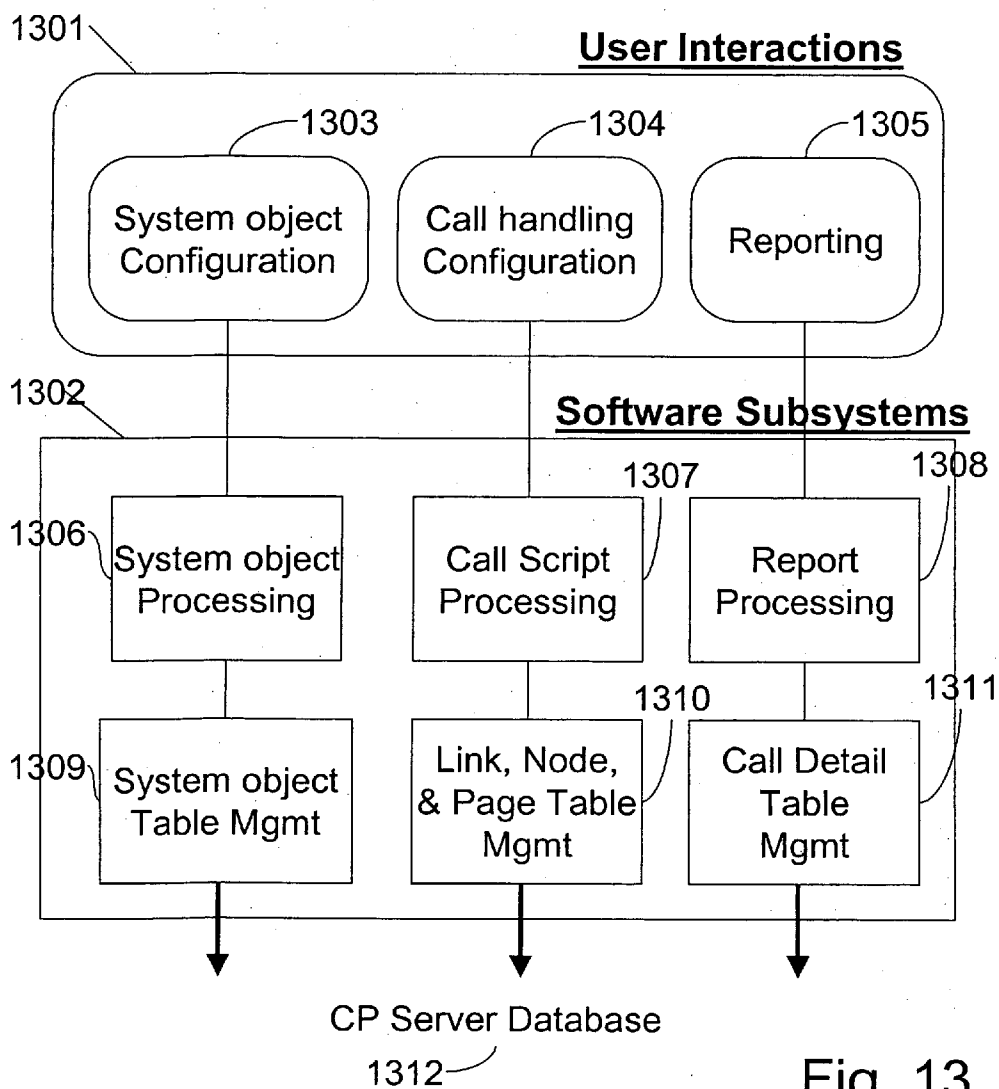 1301
User Interactions
1303
1304
1305
System object
Configuration
Call handling
Configuration
Reporting
1302
Software Subsystems
1306
1307
1308
System object
Processing
Call Script
Processing
Report
Processing
1309
1310
1311
System object
Table Mgmt
Link, Node,
& Page Table
Mgmt
Call Detail
Table
Mgmt
CP Server Database
1312
Fig. 13